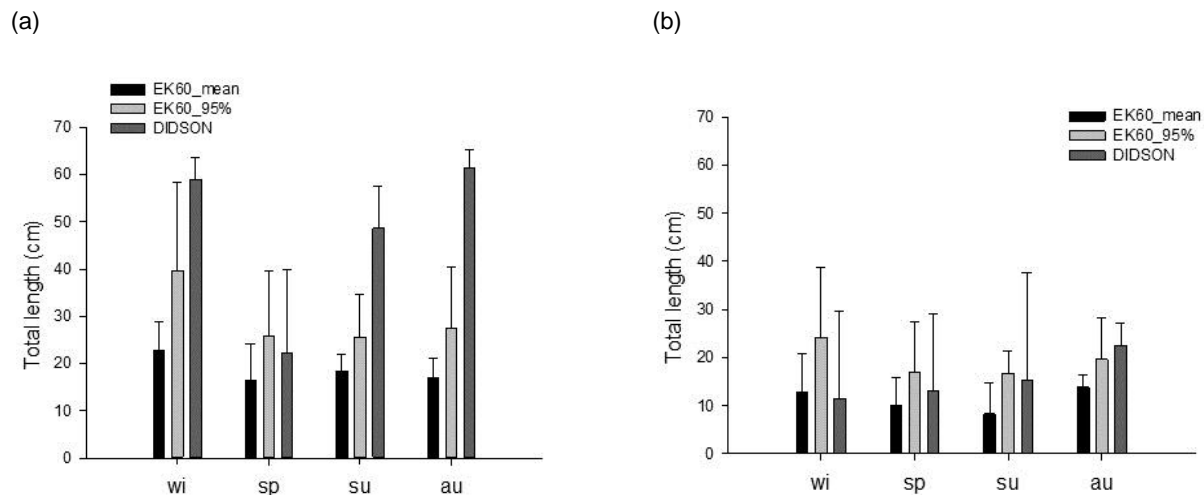 (a)
EK60_mean
EK60_95%
DIDSON
70
60
50
40
30
20
10
0
Total length (cm)
wi sp su au
(b)
EK60_mean
EK60_95%
DIDSON
70
60
50
40
30
20
10
0
Total length (cm)
wi sp su au